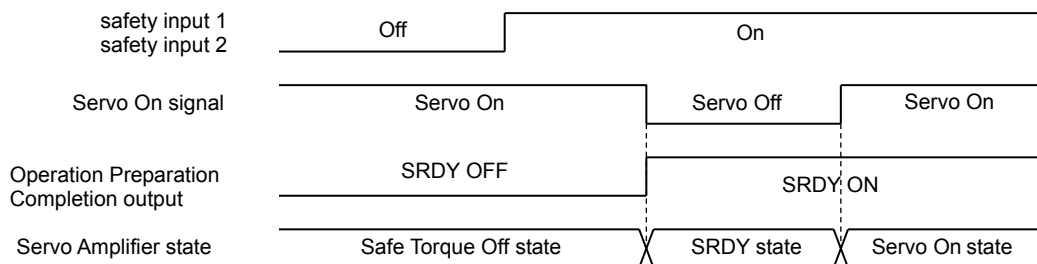 safety input 1
safety input 2
Off
On
Servo On signal
Servo On
Servo Off
Servo On
Operation Preparation
Completion output
SRDY OFF
SRDY ON
Servo Amplifier state
Safe Torque Off state
SRDY state
Servo On state